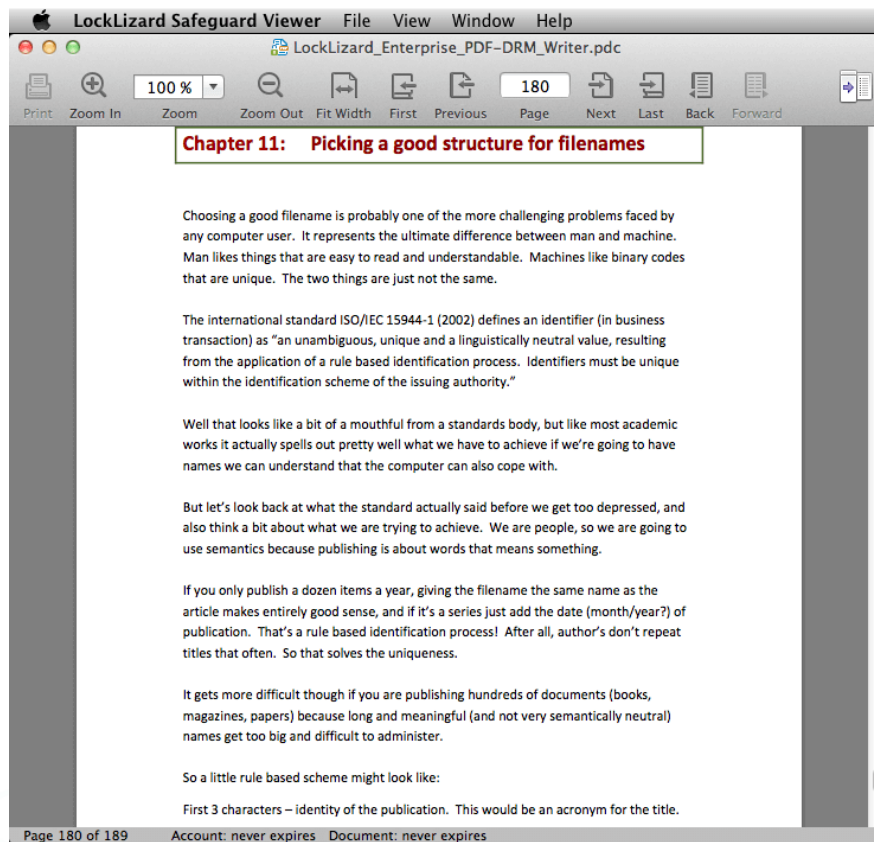 LockLizard Safeguard Viewer File View Window Help
LockLizard_Enterprise_PDF-DRM_Writer.pdc
100 % 180
Print Zoom In Zoom Zoom Out Fit Width First Previous Page Next Last Back Forward
Chapter 11: Picking a good structure for filenames
Choosing a good filename is probably one of the more challenging problems faced by
any computer user. It represents the ultimate difference between man and machine.
Man likes things that are easy to read and understandable. Machines like binary codes
that are unique. The two things are just not the same.
The international standard ISO/IEC 15944-1 (2002) defines an identifier (in business
transaction) as “an unambiguous, unique and a linguistically neutral value, resulting
from the application of a rule based identification process. Identifiers must be unique
within the identification scheme of the issuing authority.”
Well that looks like a bit of a mouthful from a standards body, but like most academic
works it actually spells out pretty well what we have to achieve if we’re going to have
names we can understand that the computer can also cope with.
But let’s look back at what the standard actually said before we get too depressed, and
also think a bit about what we are trying to achieve. We are people, so we are going to
use semantics because publishing is about words that means something.
If you only publish a dozen items a year, giving the filename the same name as the
article makes entirely good sense, and if it’s a series just add the date (month/year?) of
publication. That’s a rule based identification process! After all, author’s don’t repeat
titles that often. So that solves the uniqueness.
It gets more difficult though if you are publishing hundreds of documents (books,
magazines, papers) because long and meaningful (and not very semantically neutral)
names get too big and difficult to administer.
So a little rule based scheme might look like:
First 3 characters – identity of the publication. This would be an acronym for the title.
Page 180 of 189 Account: never expires Document: never expires